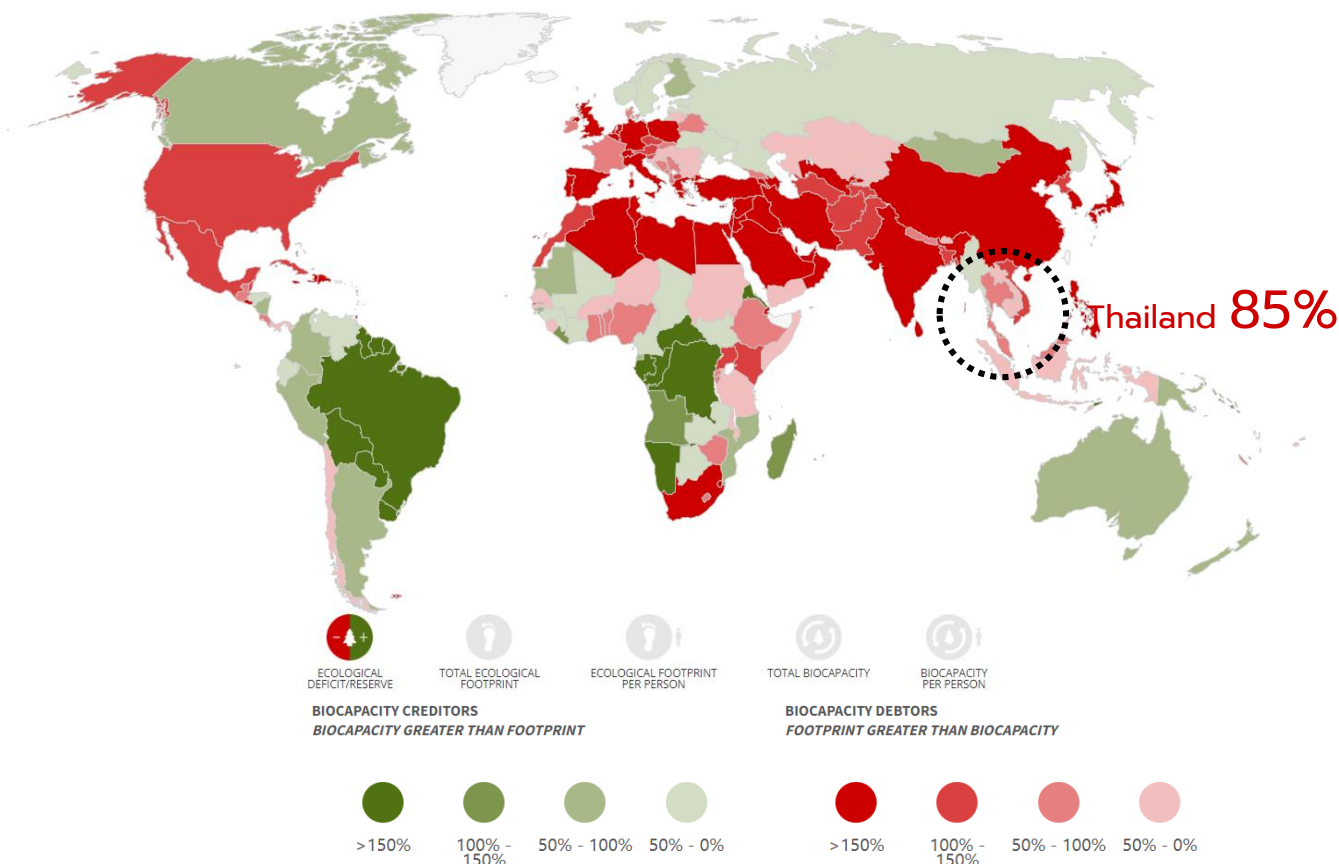 Thailand 85%
- +
ECOLOGICAL
DEFICIT/RESERVE
TOTAL ECOLOGICAL
FOOTPRINT
ECOLOGICAL FOOTPRINT
PER PERSON
TOTAL BIOCAPACITY
BIOCAPACITY
PER PERSON
BIOCAPACITY CREDITORS
BIOCAPACITY GREATER THAN FOOTPRINT
BIOCAPACITY DEBTORS
FOOTPRINT GREATER THAN BIOCAPACITY
>150%
100% -
150%
50% - 100%
50% - 0%
>150%
100% -
150%
50% - 100%
50% - 0%